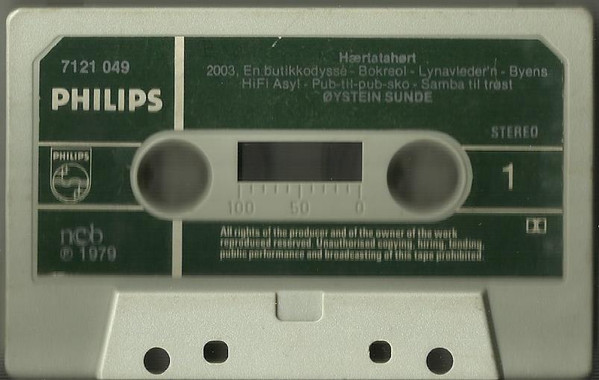 7121 049
PHILIPS
Hærtatahørt
2003, En butikkodyssé - Bokreol - Lynavleder'n - Byens
HiFi Asyl - Pub-til-pub-sko - Samba til trøst
ØYSTEIN SUNDE
STEREO
PHILIPS
1
100 50 0
ncb
℗ 1979
All rights of the producer and of the owner of the work
reproduced reserved. Unauthorised copying, hiring, lending,
public performance and broadcasting of this tape prohibited.